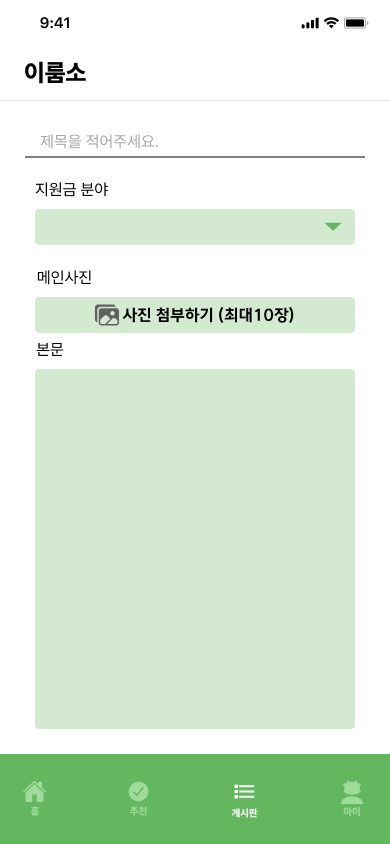 9:41
이룸소
제목을 적어주세요.
지원금 분야
메인사진
사진 첨부하기 (최대10장)
본문
홈
추천
게시판
마이